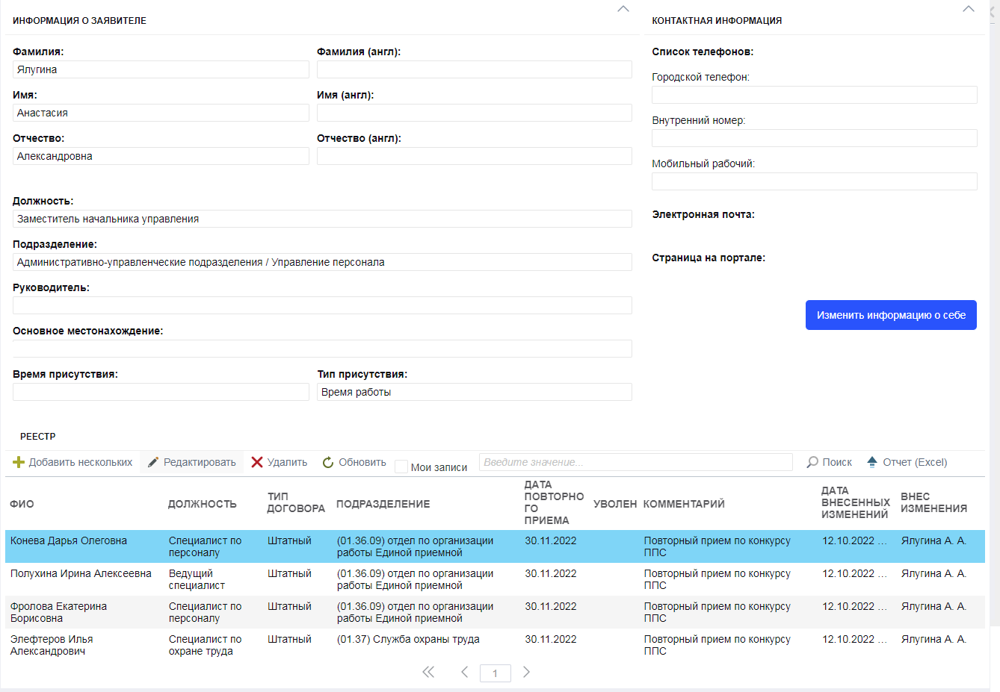 ИНФОРМАЦИЯ О ЗАЯВИТЕЛЕ
Фамилия:
Ялугина
Фамилия (англ):
Имя:
Анастасия
Имя (англ):
Отчество:
Александровна
Отчество (англ):
Должность:
Заместитель начальника управления
Подразделение:
Административно-управленческие подразделения / Управление персонала
Руководитель:
Основное местонахождение:
Время присутствия:
Тип присутствия:
Время работы
КОНТАКТНАЯ ИНФОРМАЦИЯ
Список телефонов:
Городской телефон:
Внутренний номер:
Мобильный рабочий:
Электронная почта:
Страница на портале:
Изменить информацию о себе
РЕЕСТР
Добавить нескольких Редактировать Удалить Обновить Мои записи Введите значение... Поиск Отчет (Excel)
ФИО
ДОЛЖНОСТЬ
ТИП
ДОГОВОРА
ПОДРАЗДЕЛЕНИЕ
ДАТА
ПОВТОРНО
ГО
ПРИЕМА
УВОЛЕН
КОММЕНТАРИЙ
ДАТА
ВНЕСЕННЫХ
ИЗМЕНЕНИЙ
ВНЕС
ИЗМЕНЕНИЯ
Конева Дарья Олеговна
Специалист по
персоналу
Штатный
(01.36.09) отдел по организации
работы Единой приемной
30.11.2022
Повторный прием по конкурсу
ППС
12.10.2022 ...
Ялугина А. А.
Полухина Ирина Алексеевна
Ведущий
специалист
Штатный
(01.36.09) отдел по организации
работы Единой приемной
30.11.2022
Повторный прием по конкурсу
ППС
12.10.2022 ...
Ялугина А. А.
Фролова Екатерина
Борисовна
Специалист по
персоналу
Штатный
(01.36.09) отдел по организации
работы Единой приемной
30.11.2022
Повторный прием по конкурсу
ППС
12.10.2022 ...
Ялугина А. А.
Элефтеров Илья
Александрович
Специалист по
охране труда
Штатный
(01.37) Служба охраны труда
30.11.2022
Повторный прием по конкурсу
ППС
12.10.2022 ...
Ялугина А. А.
1